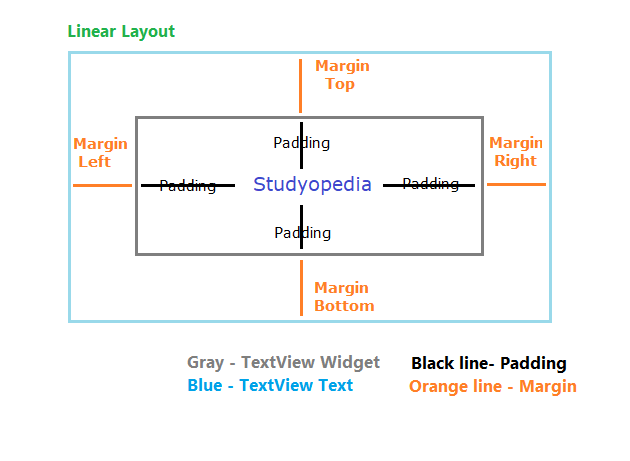 Linear Layout
Margin
Top
Margin
Left
Padding
Margin
Right
Padding
Studyopedia
Padding
Padding
Margin
Bottom
Gray - TextView Widget
Black line- Padding
Blue - TextView Text
Orange line - Margin